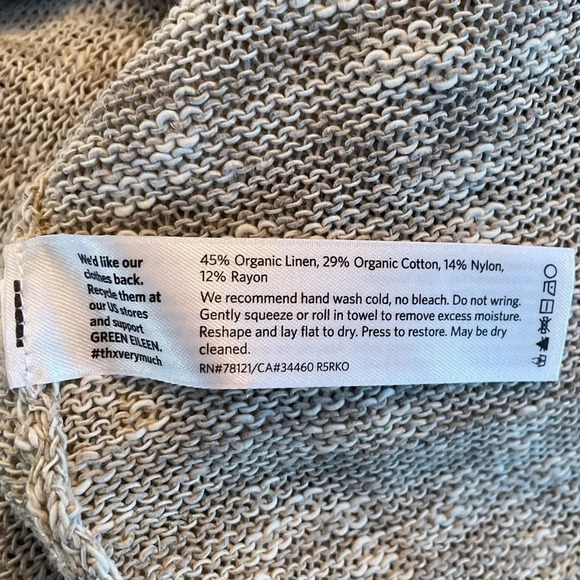 We'd like our
clothes back.
Recycle them at
our US stores
and support
GREEN EILEEN.
#thxverymuch
45% Organic Linen, 29% Organic Cotton, 14% Nylon,
12% Rayon
We recommend hand wash cold, no bleach. Do not wring.
Gently squeeze or roll in towel to remove excess moisture.
Reshape and lay flat to dry. Press to restore. May be dry
cleaned.
RN#78121/CA#34460 R5RKO